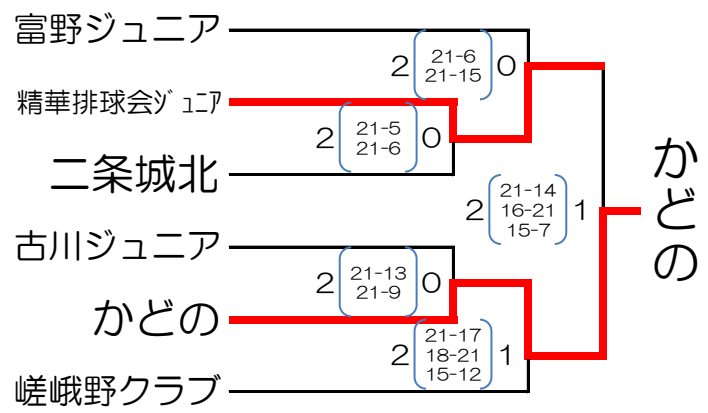 富野ジュニア
2 21-6 0
21-15
精華排球会ジュニア
2 21-5 0
21-6
二条城北
かどの
2 21-14 1
16-21
15-7
古川ジュニア
2 21-13 0
21-9
かどの
2 21-17 1
18-21
15-12
嵯峨野クラブ